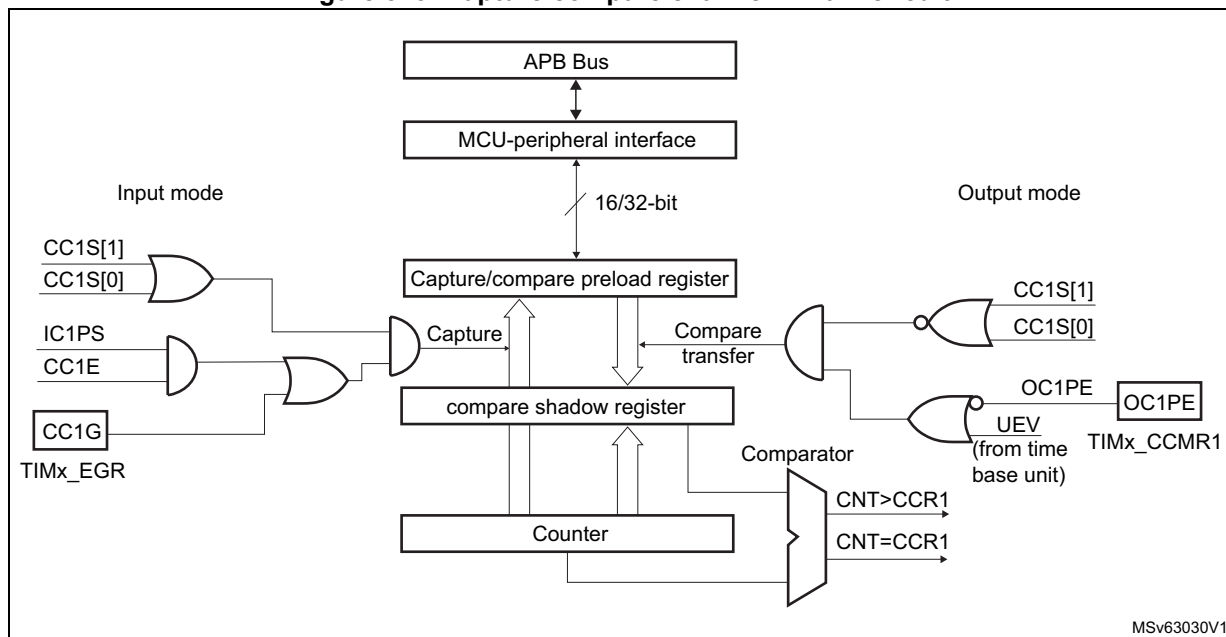 APB Bus
MCU-peripheral interface
16/32-bit
Input mode
Output mode
CC1S[1]
CC1S[0]
IC1PS
CC1E
CC1G
TIMx_EGR
Capture/compare preload register
Capture
Compare
transfer
compare shadow register
Comparator
Counter
CNT>CCR1
CNT=CCR1
CC1S[1]
CC1S[0]
OC1PE
OC1PE
UEV
(from time
base unit)
TIMx_CCMR1
MSv63030V1